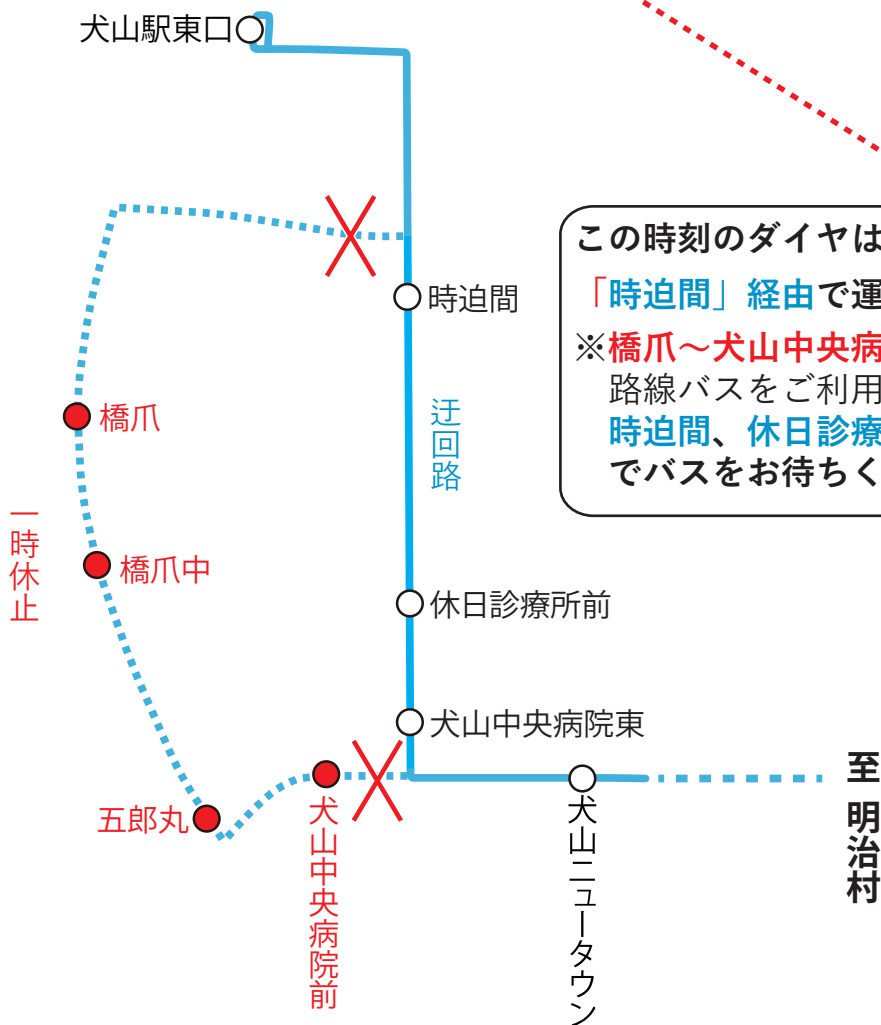 犬山駅東口
この時刻のダイヤは
「時迫間」経由で運
※橋爪～犬山中央病
路線バスをご利用
時迫間、休日診療
でバスをお待ちく
時迫間
迂回路
橋爪
一時休止
橋爪中
休日診療所前
犬山中央病院東
五郎丸
犬山中央病院前
犬山ニュータウン
至 明治村